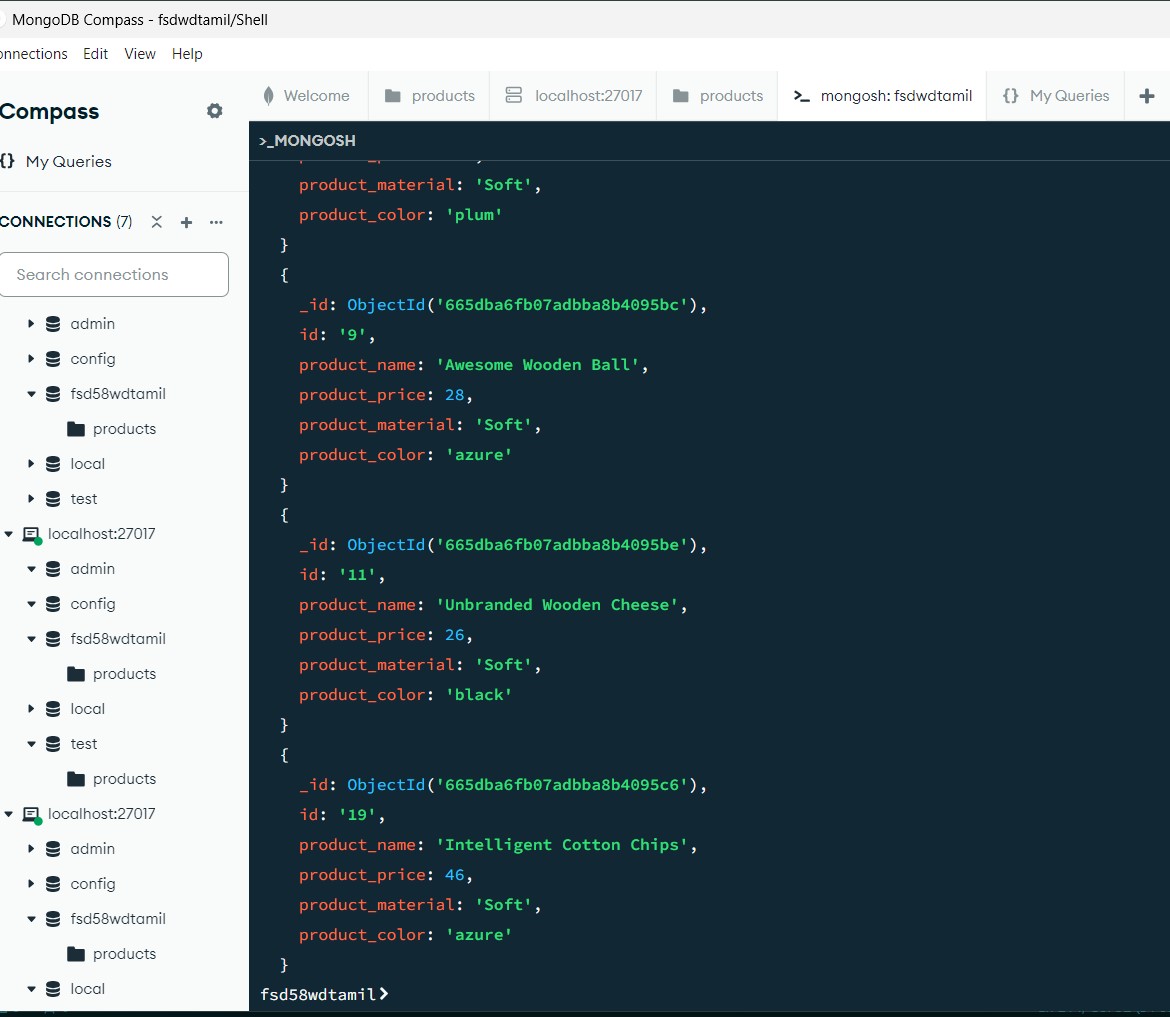 MongoDB Compass - fsdwdtamil/Shell
onnections Edit View Help
Compass
{} My Queries
CONNECTIONS (7)
Search connections
admin
config
fsd58wdtamil
products
local
test
localhost:27017
admin
config
fsd58wdtamil
products
local
test
products
localhost:27017
admin
config
fsd58wdtamil
products
local
Welcome products localhost:27017 products >_ mongosh: fsdwdtamil {} My Queries +
>_MONGOSH
product_material: 'Soft',
product_color: 'plum'
}
{
_id: ObjectId('665dba6fb07adbba8b4095bc'),
id: '9',
product_name: 'Awesome Wooden Ball',
product_price: 28,
product_material: 'Soft',
product_color: 'azure'
}
{
_id: ObjectId('665dba6fb07adbba8b4095be'),
id: '11',
product_name: 'Unbranded Wooden Cheese',
product_price: 26,
product_material: 'Soft',
product_color: 'black'
}
{
_id: ObjectId('665dba6fb07adbba8b4095c6'),
id: '19',
product_name: 'Intelligent Cotton Chips',
product_price: 46,
product_material: 'Soft',
product_color: 'azure'
}
fsd58wdtamil>